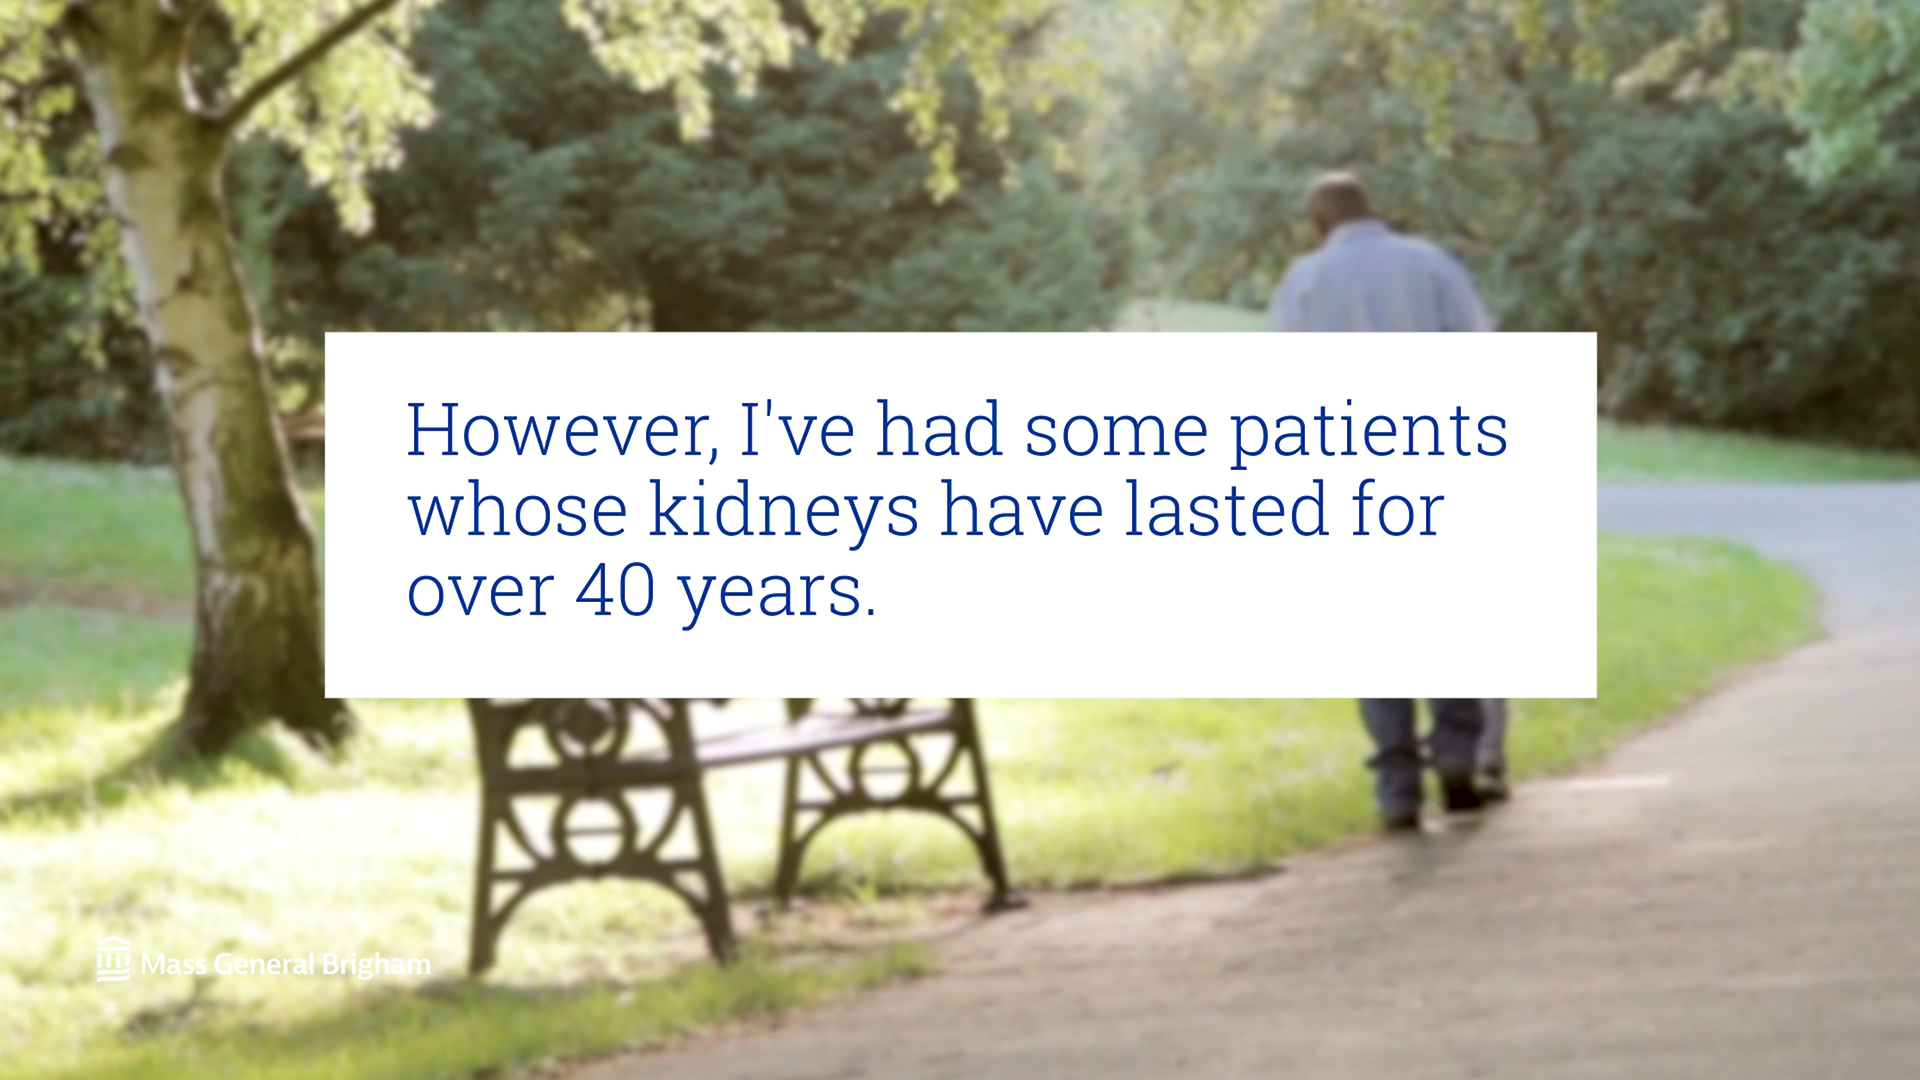 However, I've had some patients
whose kidneys have lasted for
over 40 years.
Mass General Brigham